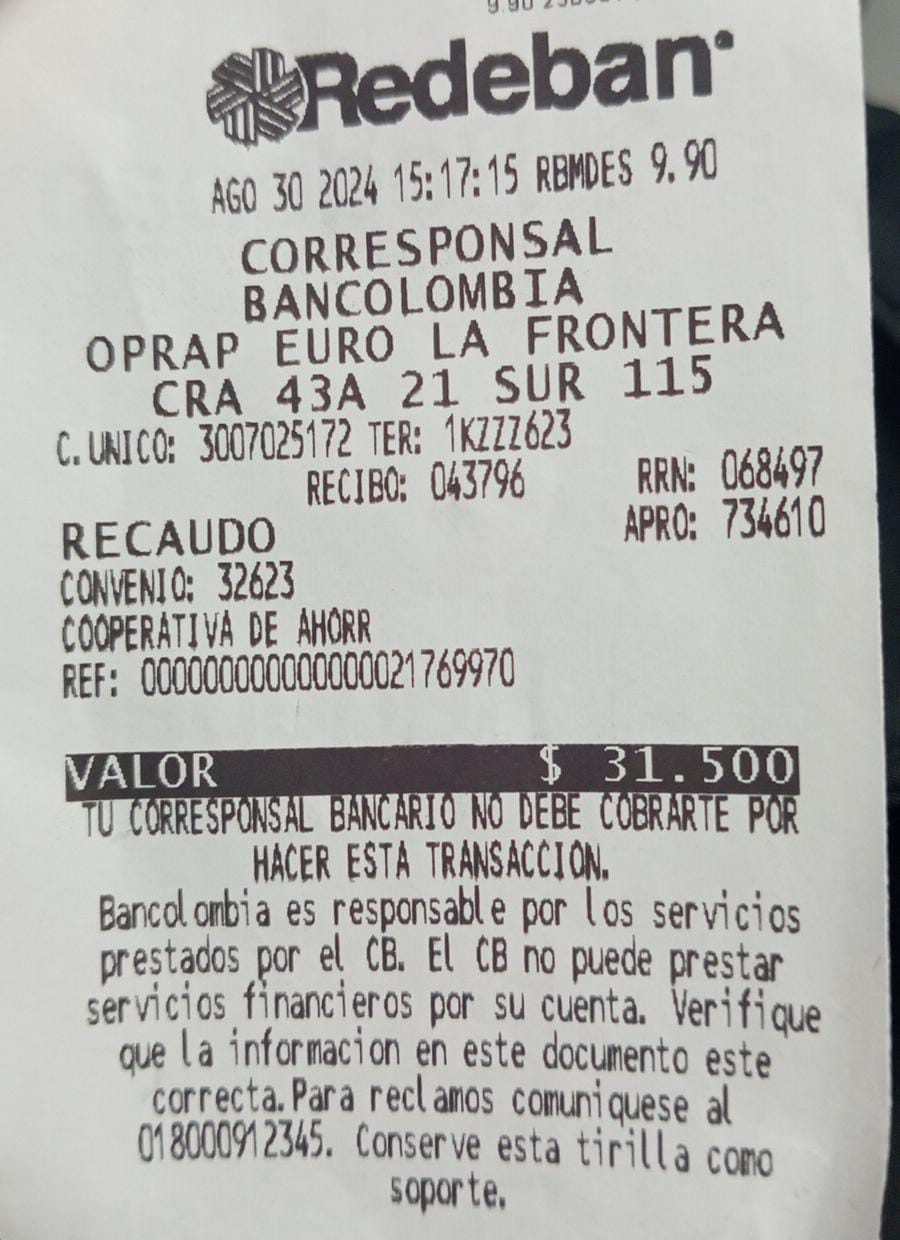 Redeban
AGO 30 2024 15:17:15 RBMDES 9.90
CORRESPONSAL
BANCOLOMBIA
OPRAP EURO LA FRONTERA
CRA 43A 21 SUR 115
C.UNICO: 3007025172 TER: 1KZZZ623
RECIBO: 043796 RRN: 068497
RECAUDO APRO: 734610
CONVENIO: 32623
COOPERATIVA DE AHORR
REF: 000000000000000021769970
VALOR $ 31.500
TU CORRESPONSAL BANCARIO NO DEBE COBRARTE POR
HACER ESTA TRANSACCION.
Bancolombia es responsable por los servicios
prestados por el CB. El CB no puede prestar
servicios financieros por su cuenta. Verifique
que la informacion en este documento este
correcta.Para reclamos comuniquese al
018000912345. Conserve esta tirilla como
soporte.